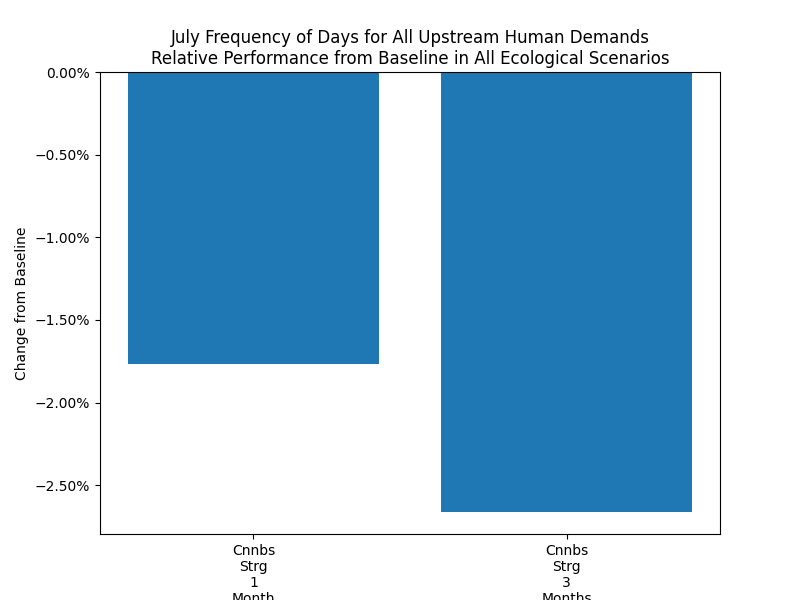 July Frequency of Days for All Upstream Human Demands
Relative Performance from Baseline in All Ecological Scenarios
0.00%
−0.50%
−1.00%
−1.50%
−2.00%
−2.50%
Change from Baseline
Cnnbs
Strg
1
Month
Cnnbs
Strg
3
Months